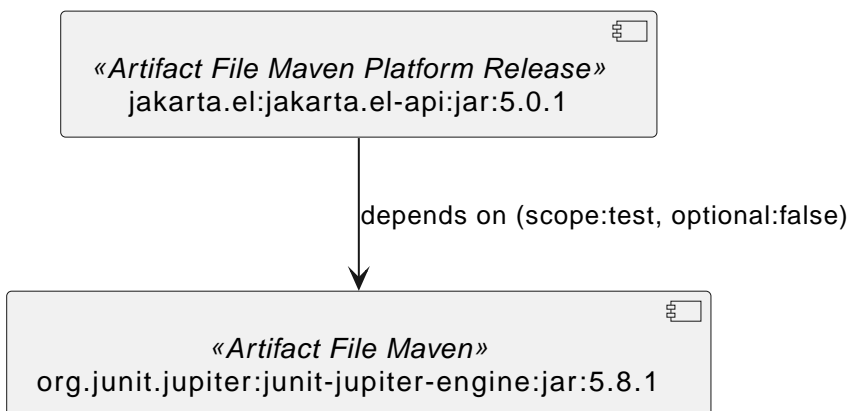 «Artifact File Maven Platform Release»
jakarta.el:jakarta.el-api:jar:5.0.1
depends on (scope:test, optional:false)
«Artifact File Maven»
org.junit.jupiter:junit-jupiter-engine:jar:5.8.1